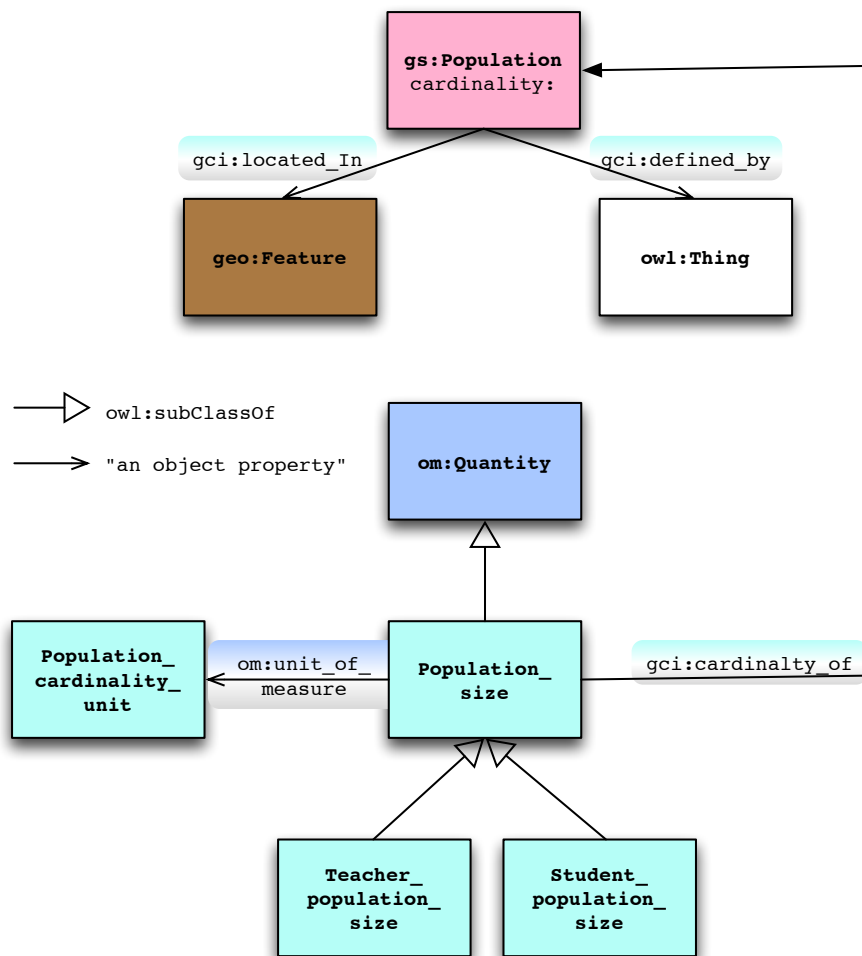 gs:Population
cardinality:
gci:located_In
gci:defined_by
geo:Feature
owl:Thing
owl:subClassOf
"an object property"
om:Quantity
Population_
cardinality_
unit
om:unit_of_
measure
Population_
size
gci:cardinalty_of
Teacher_
population_
size
Student_
population_
size